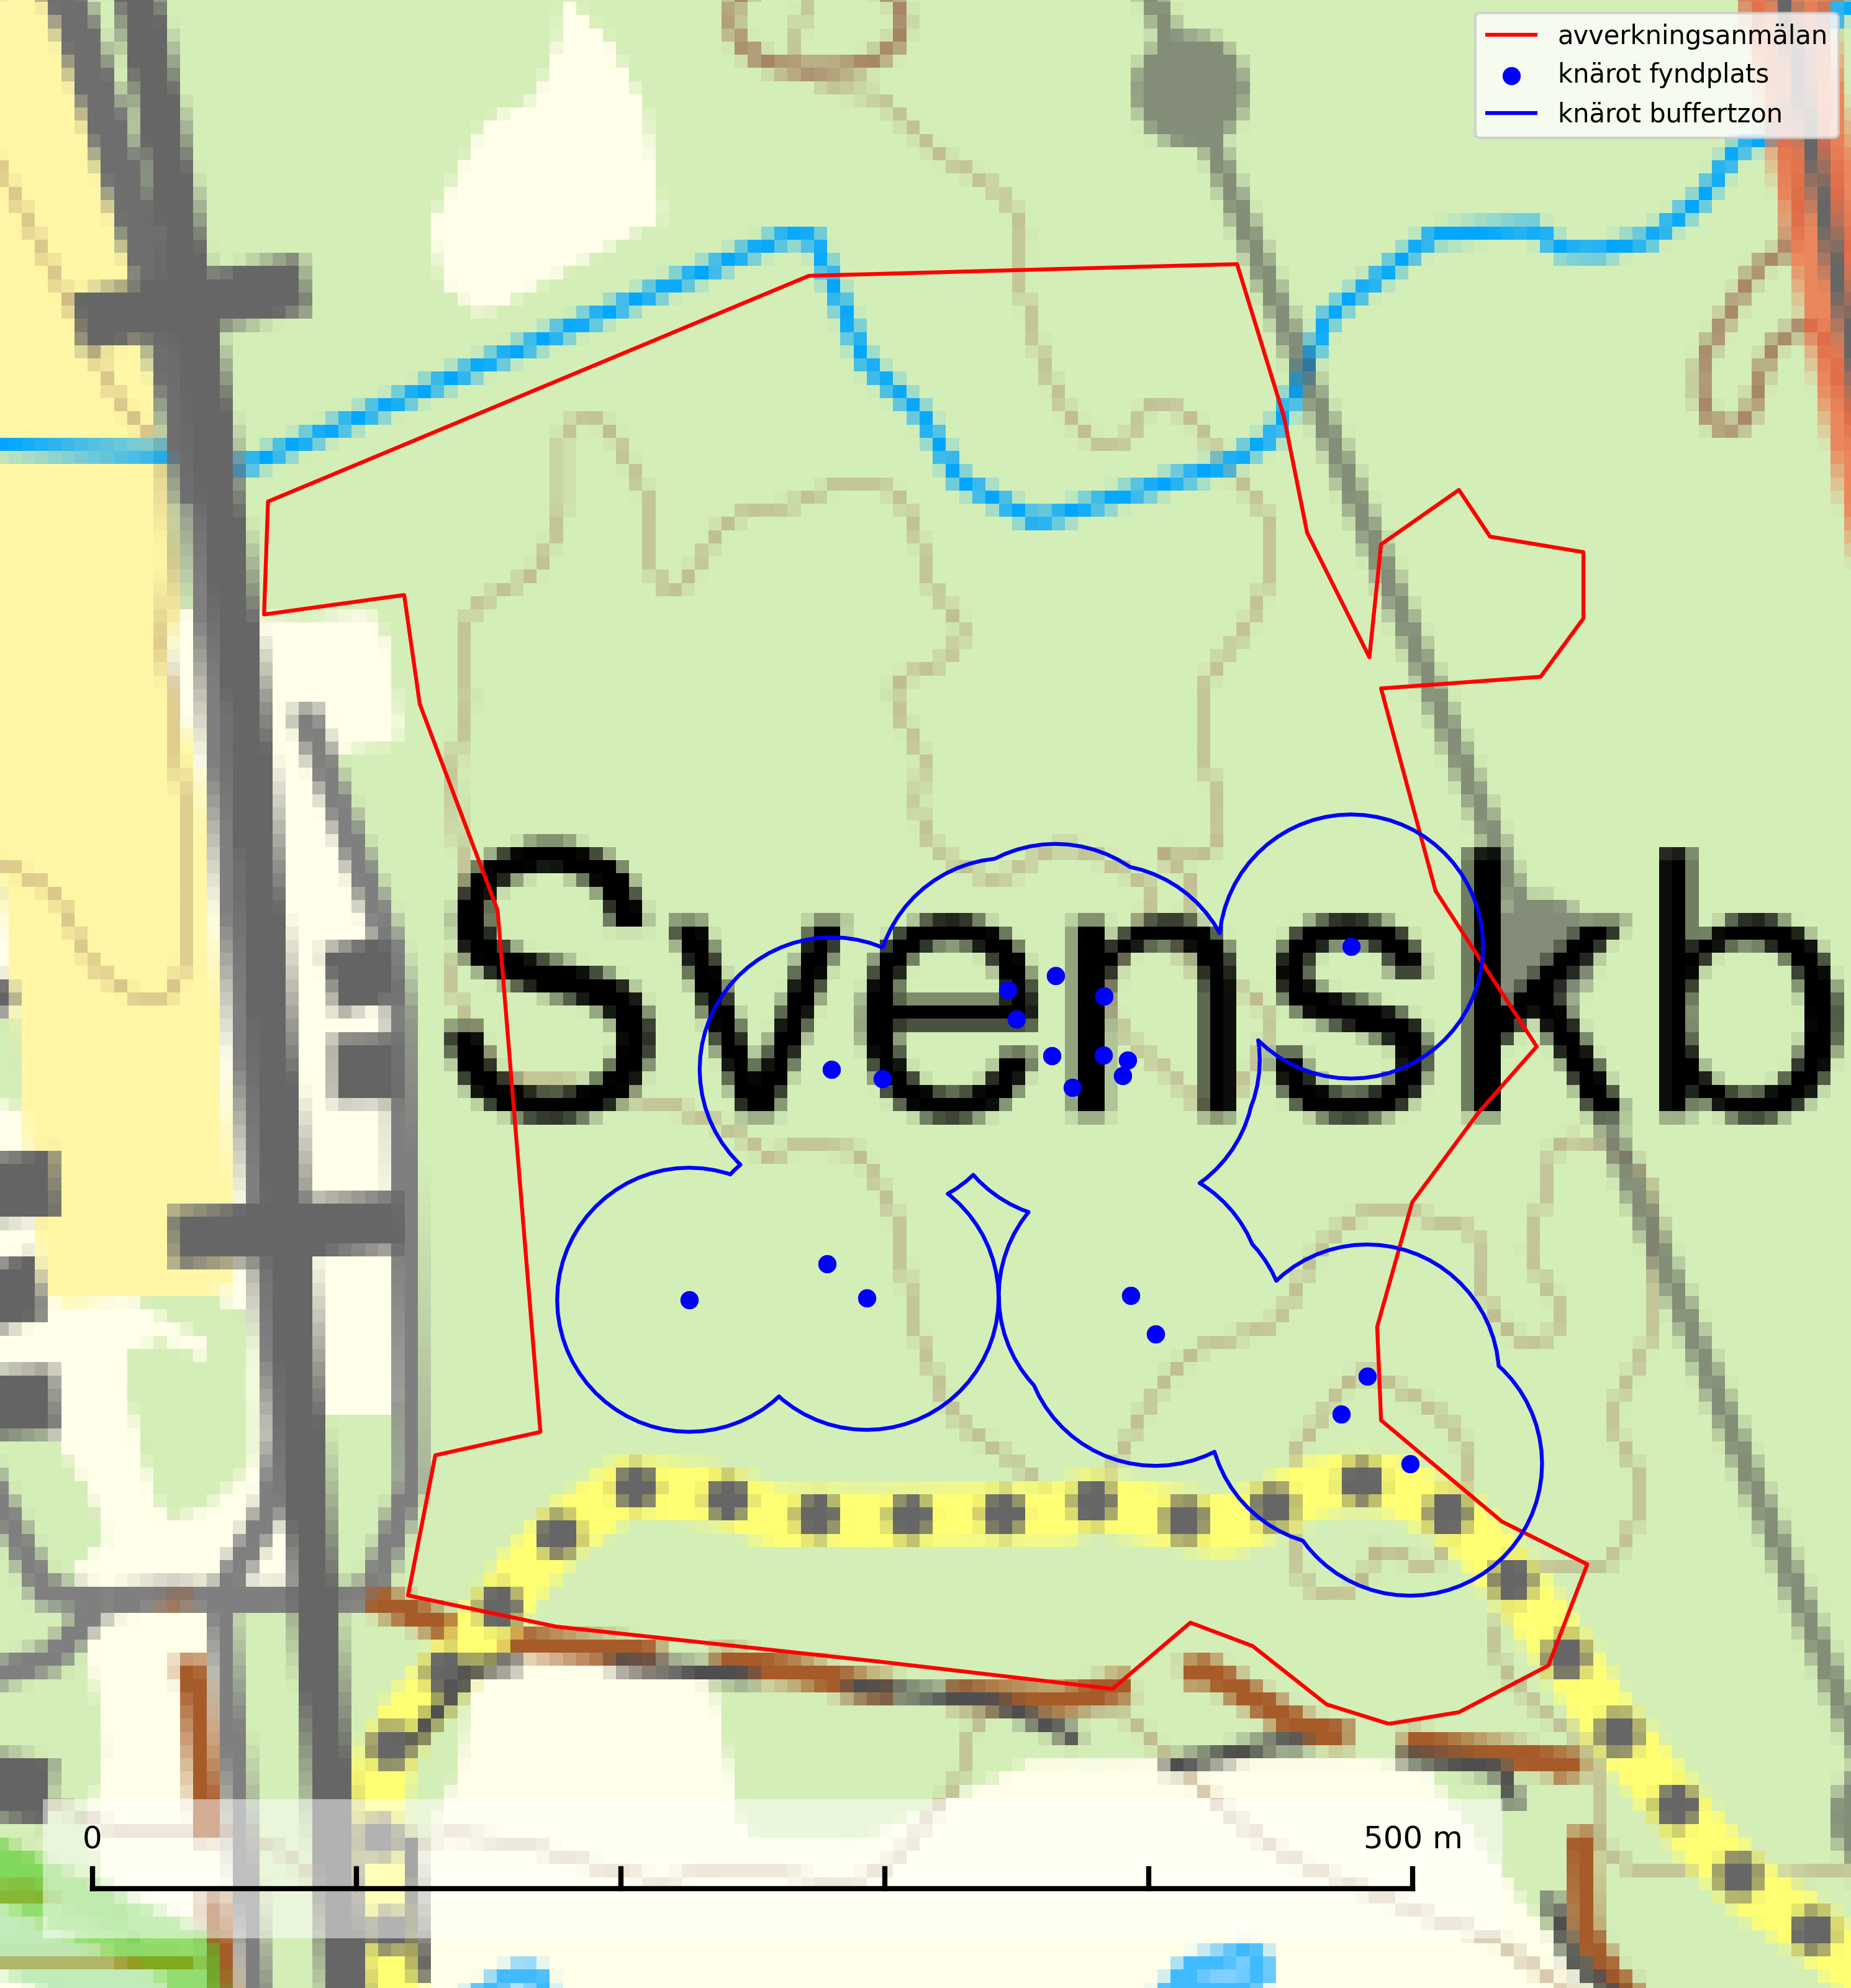 avverkningsanmälan
knärot fyndplats
knärot buffertzon
Svenskb
0 500 m